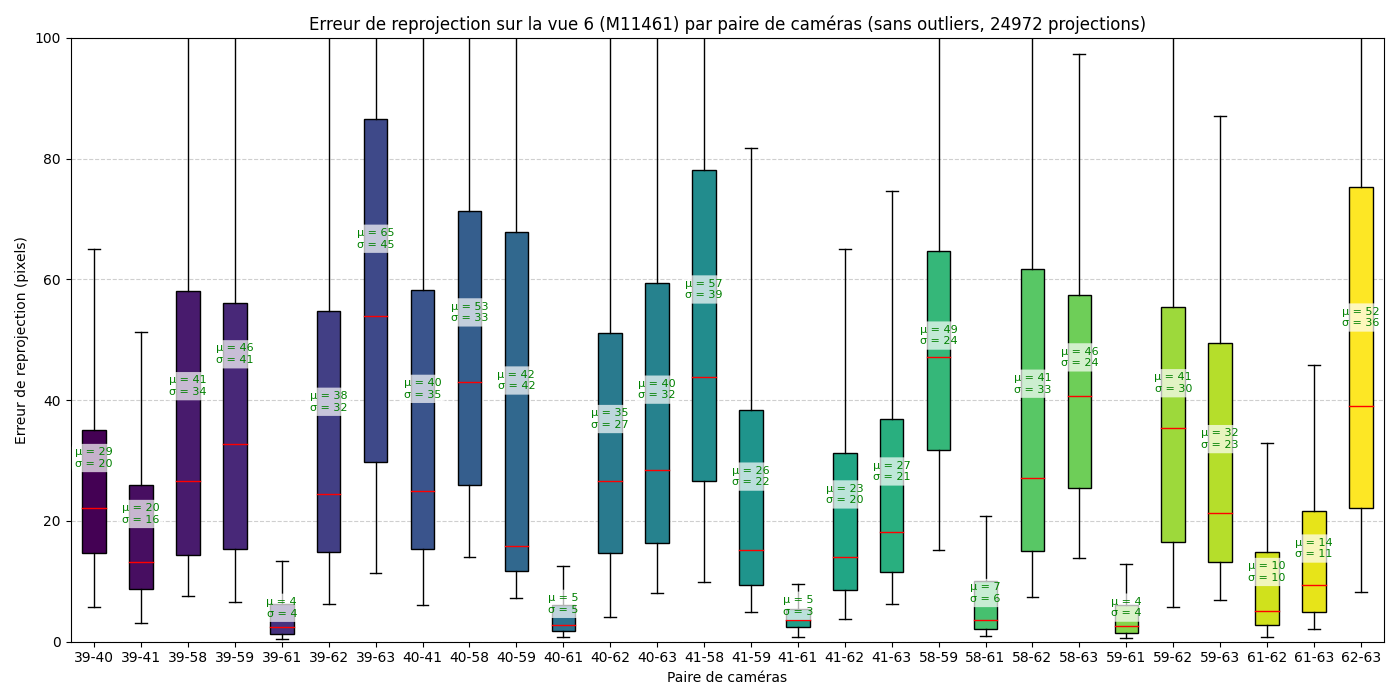 Erreur de reprojection sur la vue 6 (M11461) par paire de caméras (sans outliers, 24972 projections)
Erreur de reprojection (pixels)
100
80
60
40
20
0
μ = 29
σ = 20
μ = 20
σ = 16
μ = 41
σ = 34
μ = 46
σ = 41
μ = 4
σ = 4
μ = 38
σ = 32
μ = 65
σ = 45
μ = 40
σ = 35
μ = 53
σ = 33
μ = 42
σ = 42
μ = 5
σ = 5
μ = 35
σ = 27
μ = 40
σ = 32
μ = 57
σ = 39
μ = 26
σ = 22
μ = 5
σ = 3
μ = 23
σ = 20
μ = 27
σ = 21
μ = 49
σ = 24
μ = 7
σ = 6
μ = 41
σ = 33
μ = 46
σ = 24
μ = 4
σ = 4
μ = 41
σ = 30
μ = 32
σ = 23
μ = 10
σ = 10
μ = 14
σ = 11
μ = 52
σ = 36
39-40 39-41 39-58 39-59 39-61 39-62 39-63 40-41 40-58 40-59 40-61 40-62 40-63 41-58 41-59 41-61 41-62 41-63 58-59 58-61 58-62 58-63 59-61 59-62 59-63 61-62 61-63 62-63
Paire de caméras